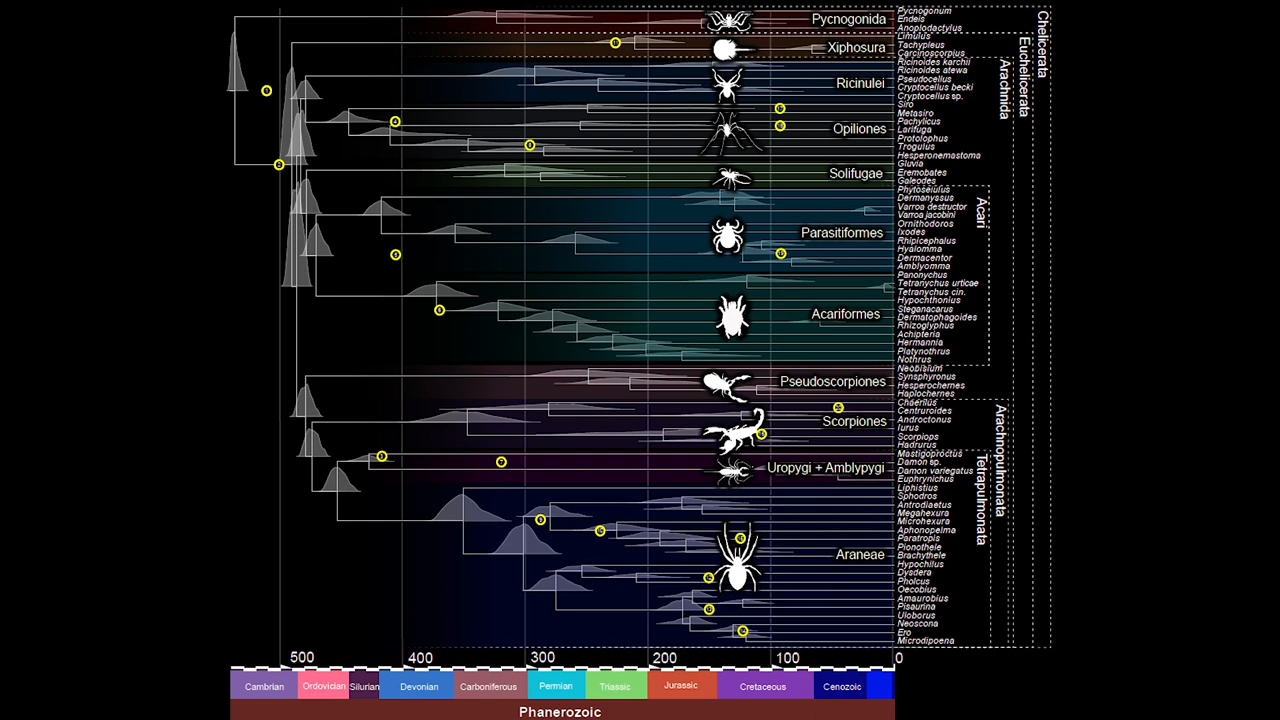 Pycnogonum
Endeis
Anoplodactylus
Pycnogonida
Limulus
Tachypleus
Carcinoscorpius
Xiphosura
Ricinoides karchii
Ricinoides atewa
Pseudocellus
Cryptocellus becki
Cryptocellus sp.
Ricinulei
Siro
Metasiro
Pachylicus
Larifuga
Protolophus
Trogulus
Hesperonemastoma
Opiliones
Gluvia
Eremobates
Galeodes
Solifugae
Phytoseiulus
Dermanyssus
Varroa destructor
Varroa jacobini
Ornithodoros
Ixodes
Rhipicephalus
Hyalomma
Dermacentor
Amblyomma
Parasitiformes
Panonychus
Tetranychus urticae
Tetranychus cin.
Hypochthonius
Steganacarus
Dermatophagoides
Rhizoglyphus
Achipteria
Hermannia
Platynothrus
Nothrus
Acariformes
Neobisium
Synsphyronus
Hesperochernes
Haplochernes
Pseudoscorpiones
Chaerilus
Centruroides
Androctonus
Iurus
Scorpiops
Hadrurus
Scorpiones
Mastigoproctus
Damon sp.
Damon variegatus
Euphrynichus
Uropygi + Amblypygi
Liphistius
Sphodros
Antrodiaetus
Megahexura
Microhexura
Aphonopelma
Paratropis
Pionothele
Brachythele
Hypochilus
Dysdera
Pholcus
Oecobius
Amaurobius
Pisaurina
Uloborus
Neoscona
Ero
Microdipoena
Araneae
Acari
Tetrapulmonata
Arachnopulmonata
Arachnida
Euchelicerata
Chelicerata
500 400 300 200 100 0
Cambrian Ordovician Silurian Devonian Carboniferous Permian Triassic Jurassic Cretaceous Cenozoic
Phanerozoic